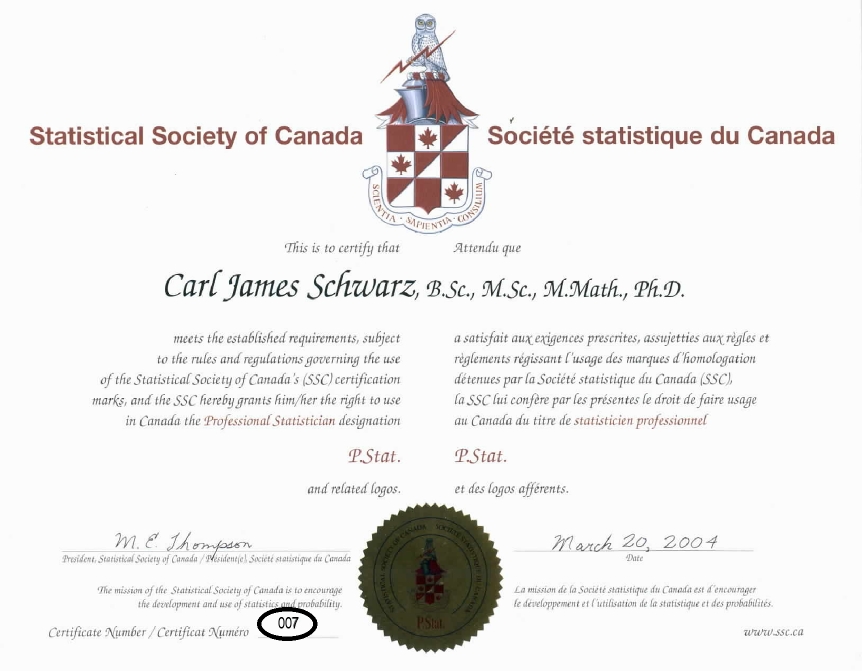 Statistical Society of Canada
Société statistique du Canada
SCIENTIA · SAPIENTIA · CONSILIUM
This is to certify that
Attendu que
Carl James Schwarz, B.Sc., M.Sc., M.Math., Ph.D.
meets the established requirements, subject
to the rules and regulations governing the use
of the Statistical Society of Canada's (SSC) certification
marks, and the SSC hereby grants him/her the right to use
in Canada the Professional Statistician designation
P.Stat.
and related logos.
a satisfait aux exigences prescrites, assujetties aux règles et
règlements régissant l'usage des marques d'homologation
détenues par la Société statistique du Canada (SSC),
la SSC lui confère par les présentes le droit de faire usage
au Canada du titre de statisticien professionnel
P.Stat.
et des logos afférents.
M. E. Thompson
President, Statistical Society of Canada / Président(e), Société statistique du Canada
March 20, 2004
Date
The mission of the Statistical Society of Canada is to encourage
the development and use of statistics and probability.
La mission de la Société statistique du Canada est d'encourager
le développement et l'utilisation de la statistique et des probabilités.
STATISTICAL SOCIETY OF CANADA
SOCIÉTÉ STATISTIQUE DU CANADA
P.Stat.
Certificate Number / Certificat Numéro 007
www.ssc.ca